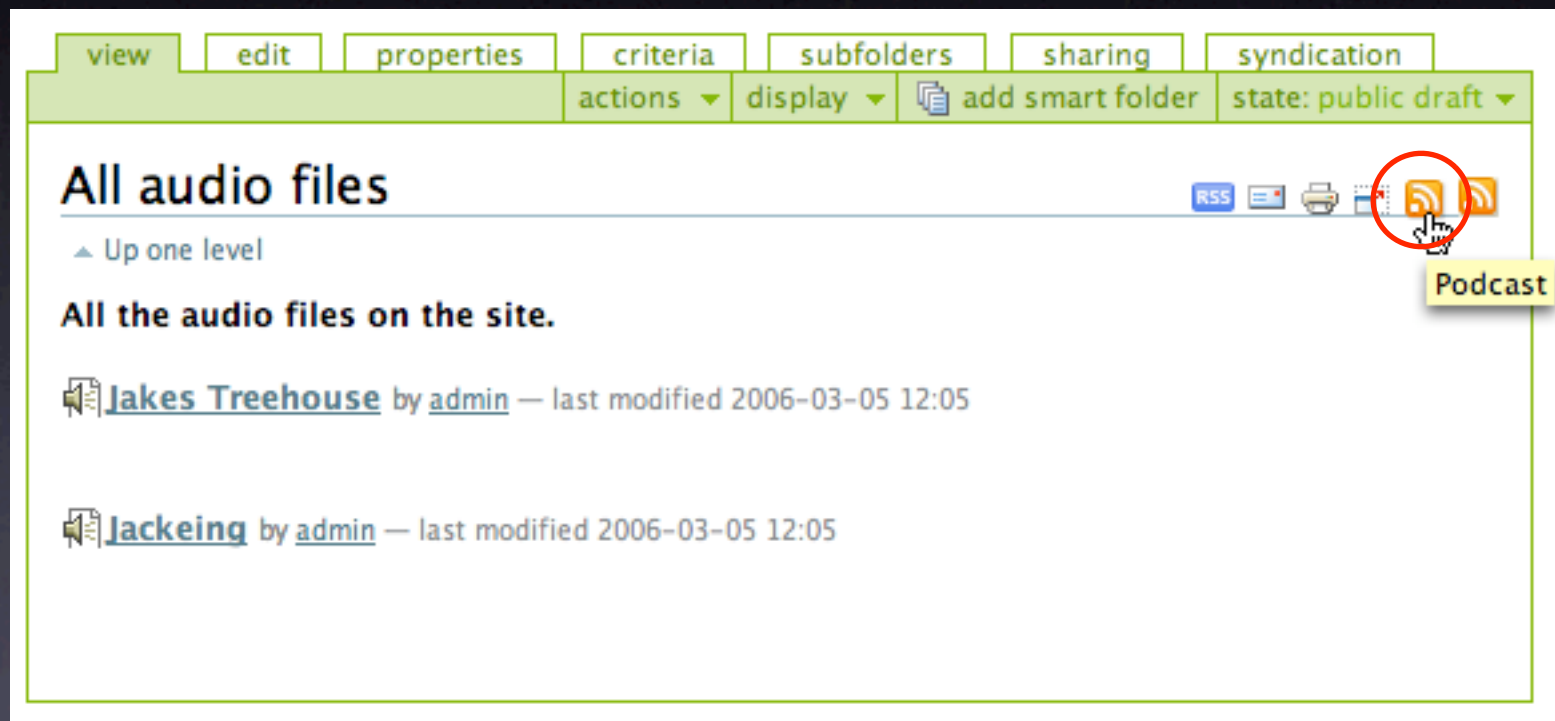 view edit properties criteria subfolders sharing syndication
actions display add smart folder state: public draft
All audio files
RSS
Up one level
Podcast
All the audio files on the site.
Jakes Treehouse by admin — last modified 2006-03-05 12:05
Jackeing by admin — last modified 2006-03-05 12:05